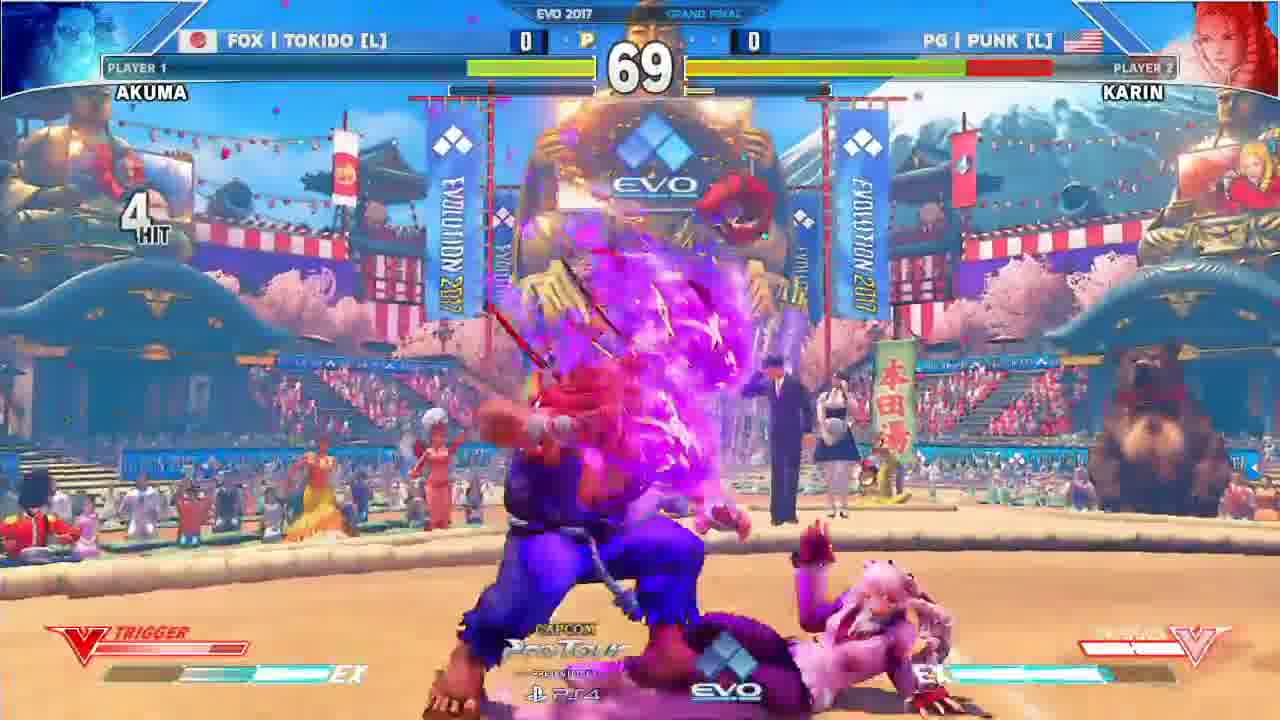 EVO 2017 GRAND FINAL
FOX | TOKIDO [L] 0 P 69 0 PG | PUNK [L]
PLAYER 1 PLAYER 2
AKUMA KARIN
EVO
4 HIT
EVOLUTION 2017
EVOLUTION 2017
本田湯
V TRIGGER
V
EX EX
CAPCOM
PRO TOUR
PS4
EVO